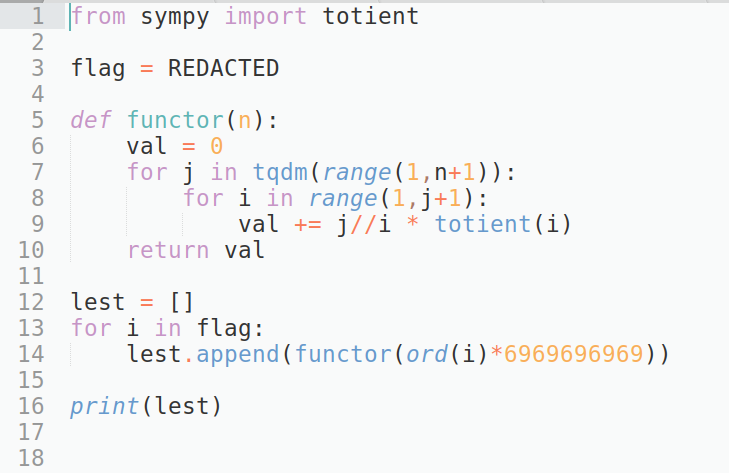 1 from sympy import totient
2
3 flag = REDACTED
4
5 def functor(n):
6     val = 0
7     for j in tqdm(range(1,n+1)):
8         for i in range(1,j+1):
9             val += j//i * totient(i)
10     return val
11
12 lest = []
13 for i in flag:
14     lest.append(functor(ord(i)*6969696969))
15
16 print(lest)
17
18